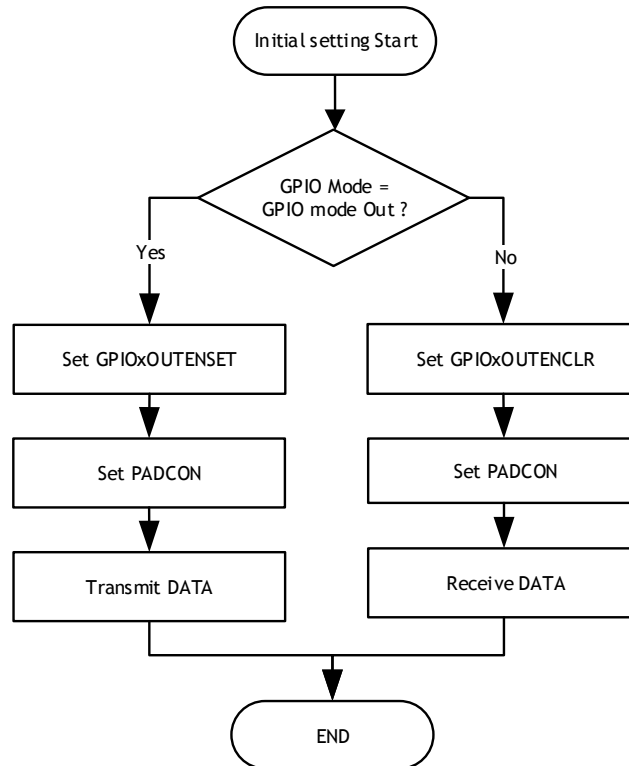 Initial setting Start
GPIO Mode =
GPIO mode Out ?
Yes
No
Set GPIOxOUTENSET
Set GPIOxOUTENCLR
Set PADCON
Set PADCON
Transmit DATA
Receive DATA
END